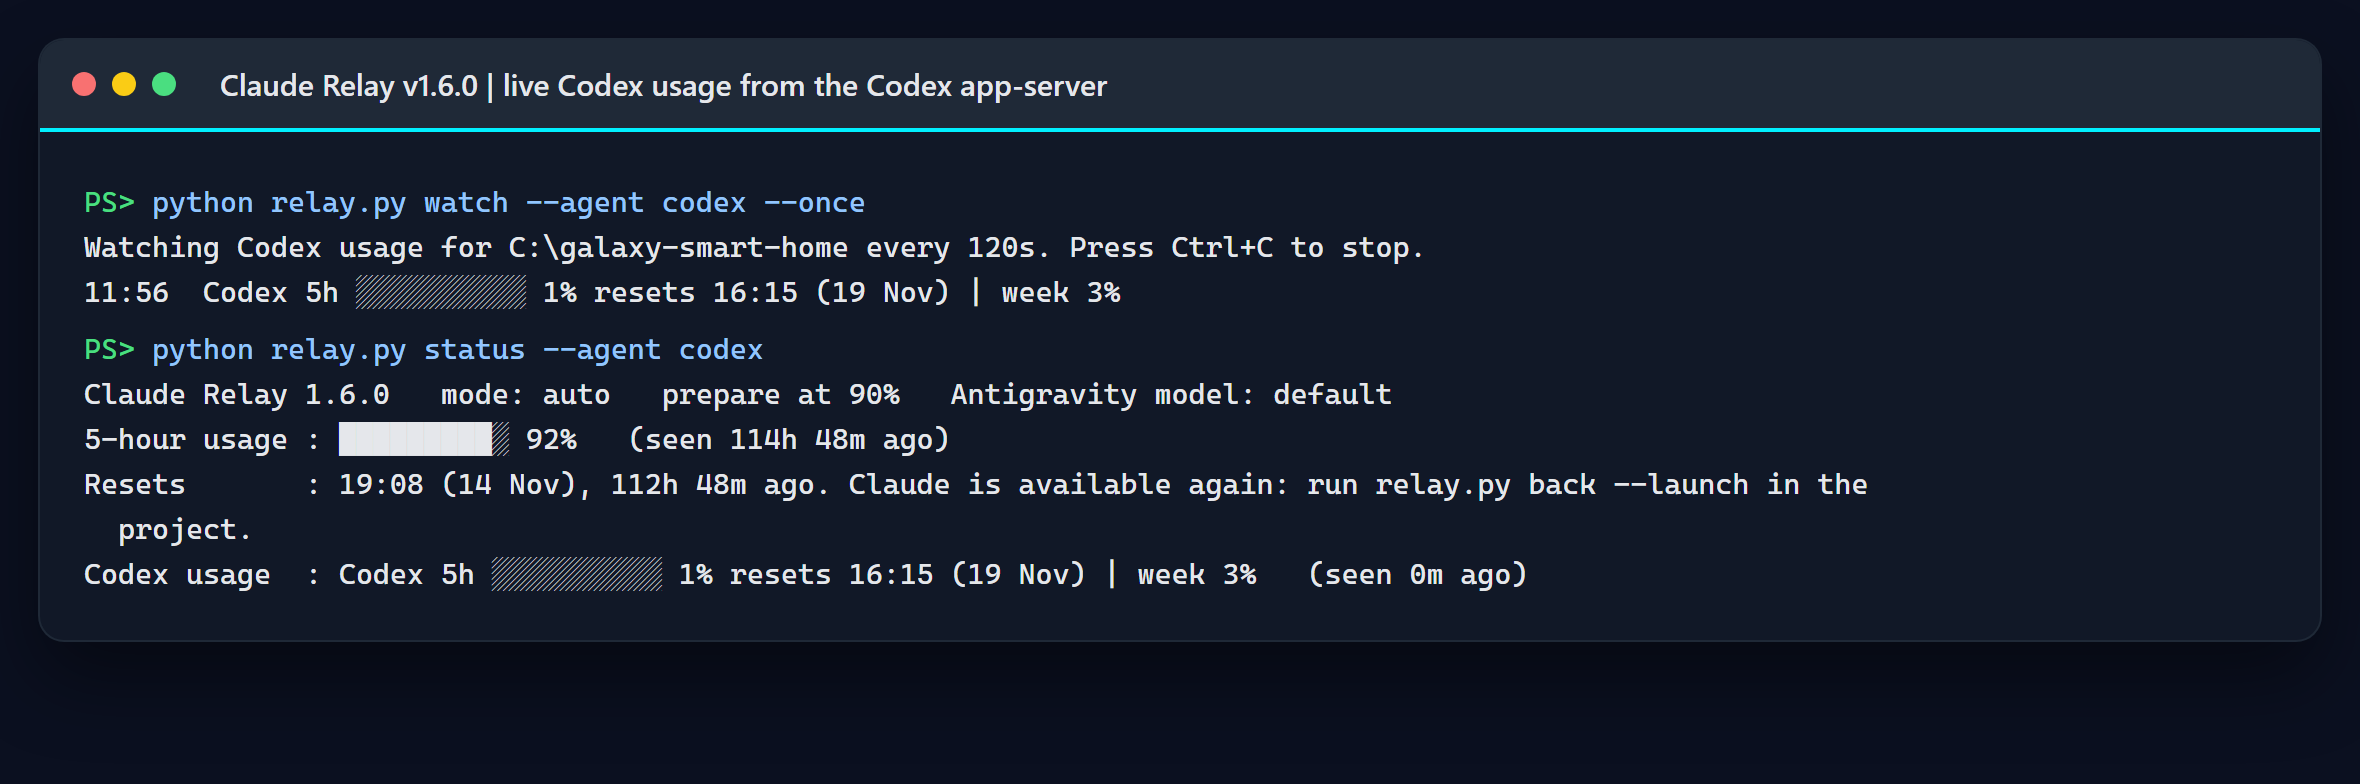 Claude Relay v1.6.0 | live Codex usage from the Codex app-server
PS> python relay.py watch --agent codex --once
Watching Codex usage for C:\galaxy-smart-home every 120s. Press Ctrl+C to stop.
11:56  Codex 5h ▒▒▒▒▒▒▒▒▒▒ 1% resets 16:15 (19 Nov) | week 3%
PS> python relay.py status --agent codex
Claude Relay 1.6.0   mode: auto   prepare at 90%   Antigravity model: default
5-hour usage : █████████▒ 92%   (seen 114h 48m ago)
Resets       : 19:08 (14 Nov), 112h 48m ago. Claude is available again: run relay.py back --launch in the
  project.
Codex usage  : Codex 5h ▒▒▒▒▒▒▒▒▒▒ 1% resets 16:15 (19 Nov) | week 3%   (seen 0m ago)